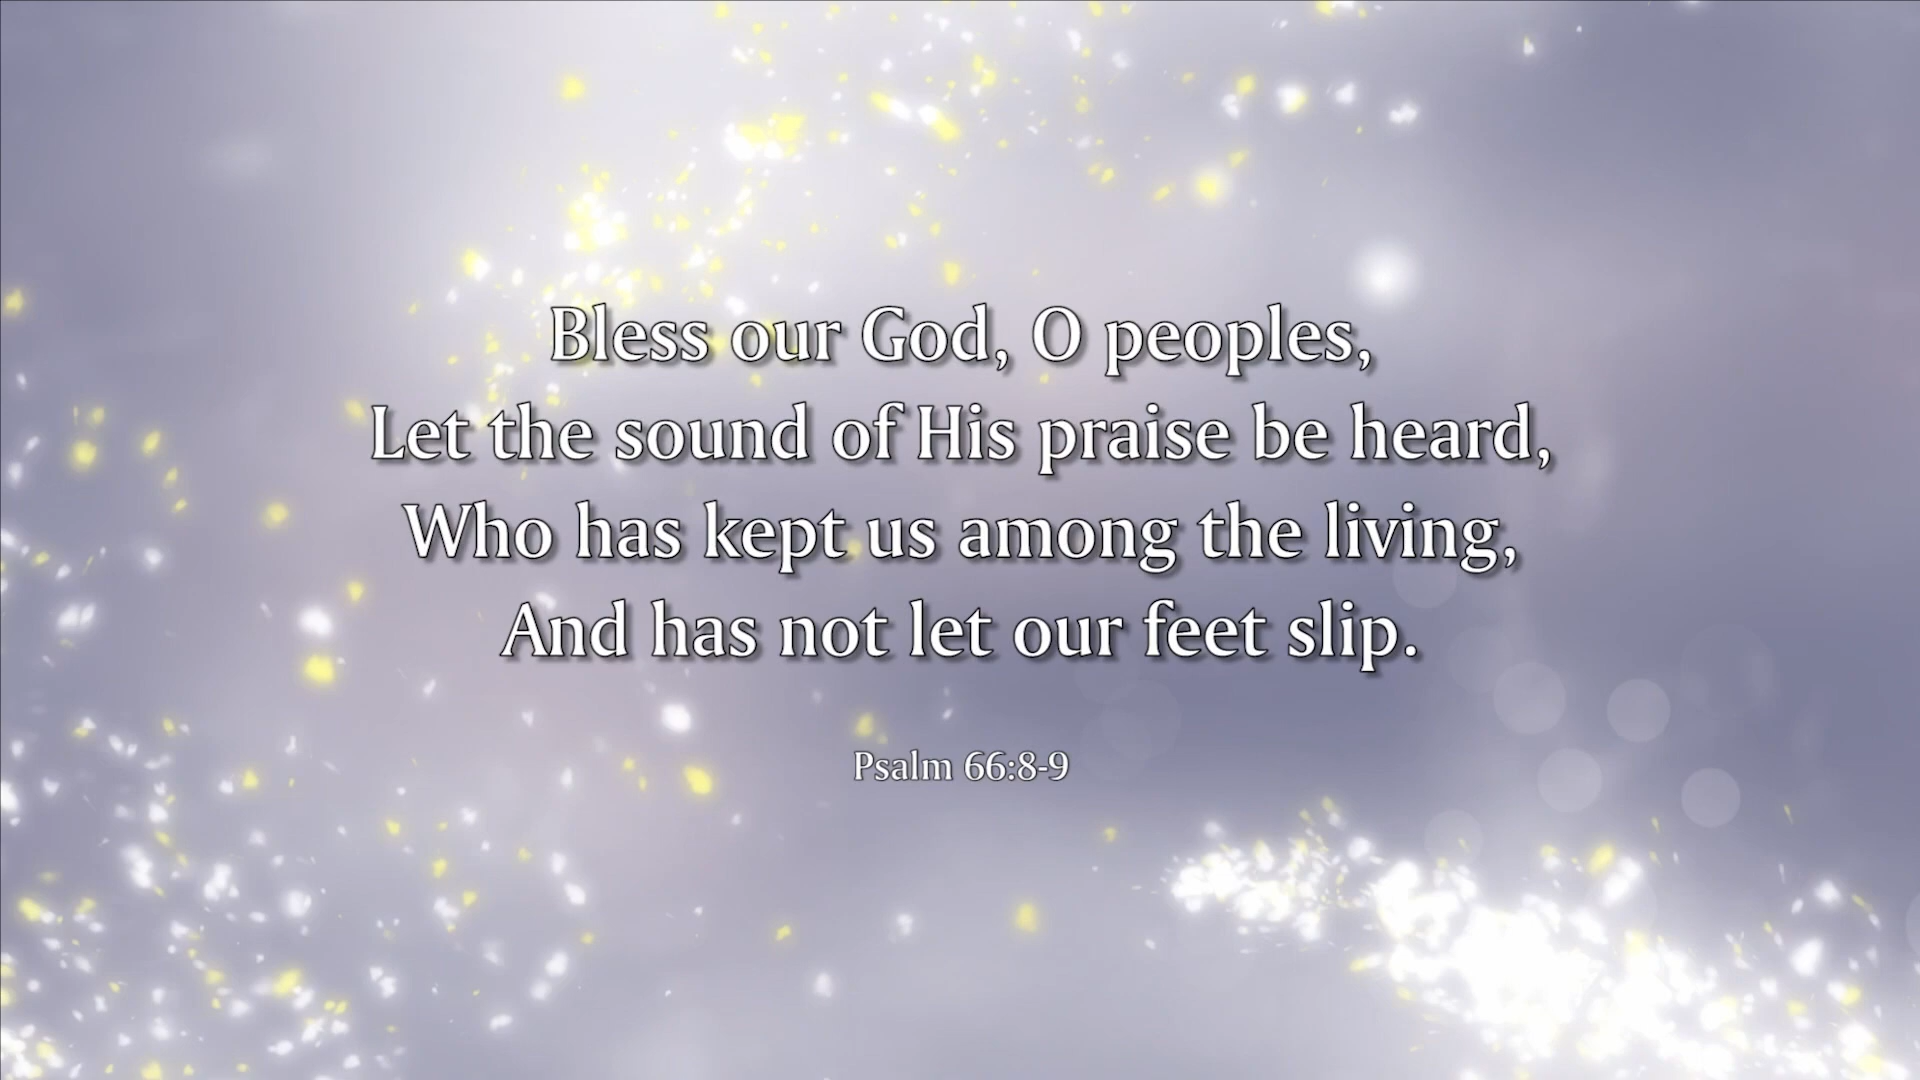 Bless our God, O peoples,
Let the sound of His praise be heard,
Who has kept us among the living,
And has not let our feet slip.
Psalm 66:8-9